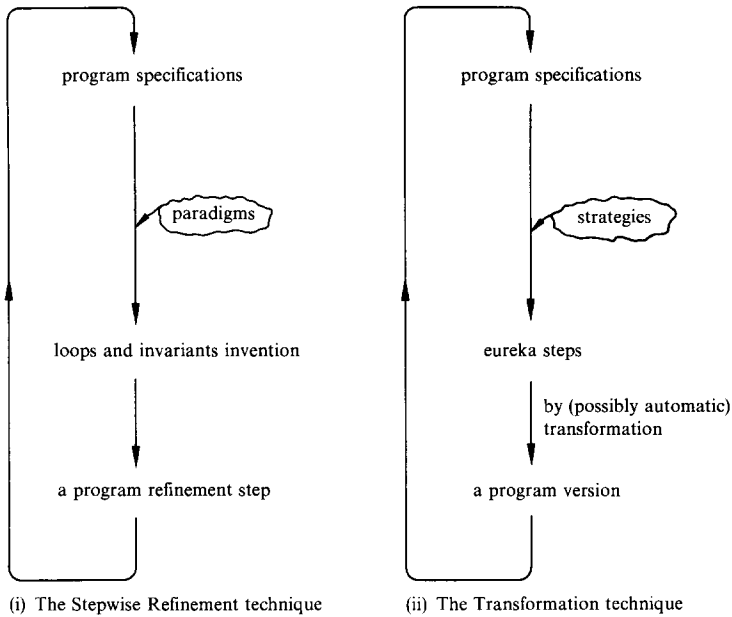 program specifications
paradigms
loops and invariants invention
a program refinement step
(i) The Stepwise Refinement technique
program specifications
strategies
eureka steps
by (possibly automatic)
transformation
a program version
(ii) The Transformation technique